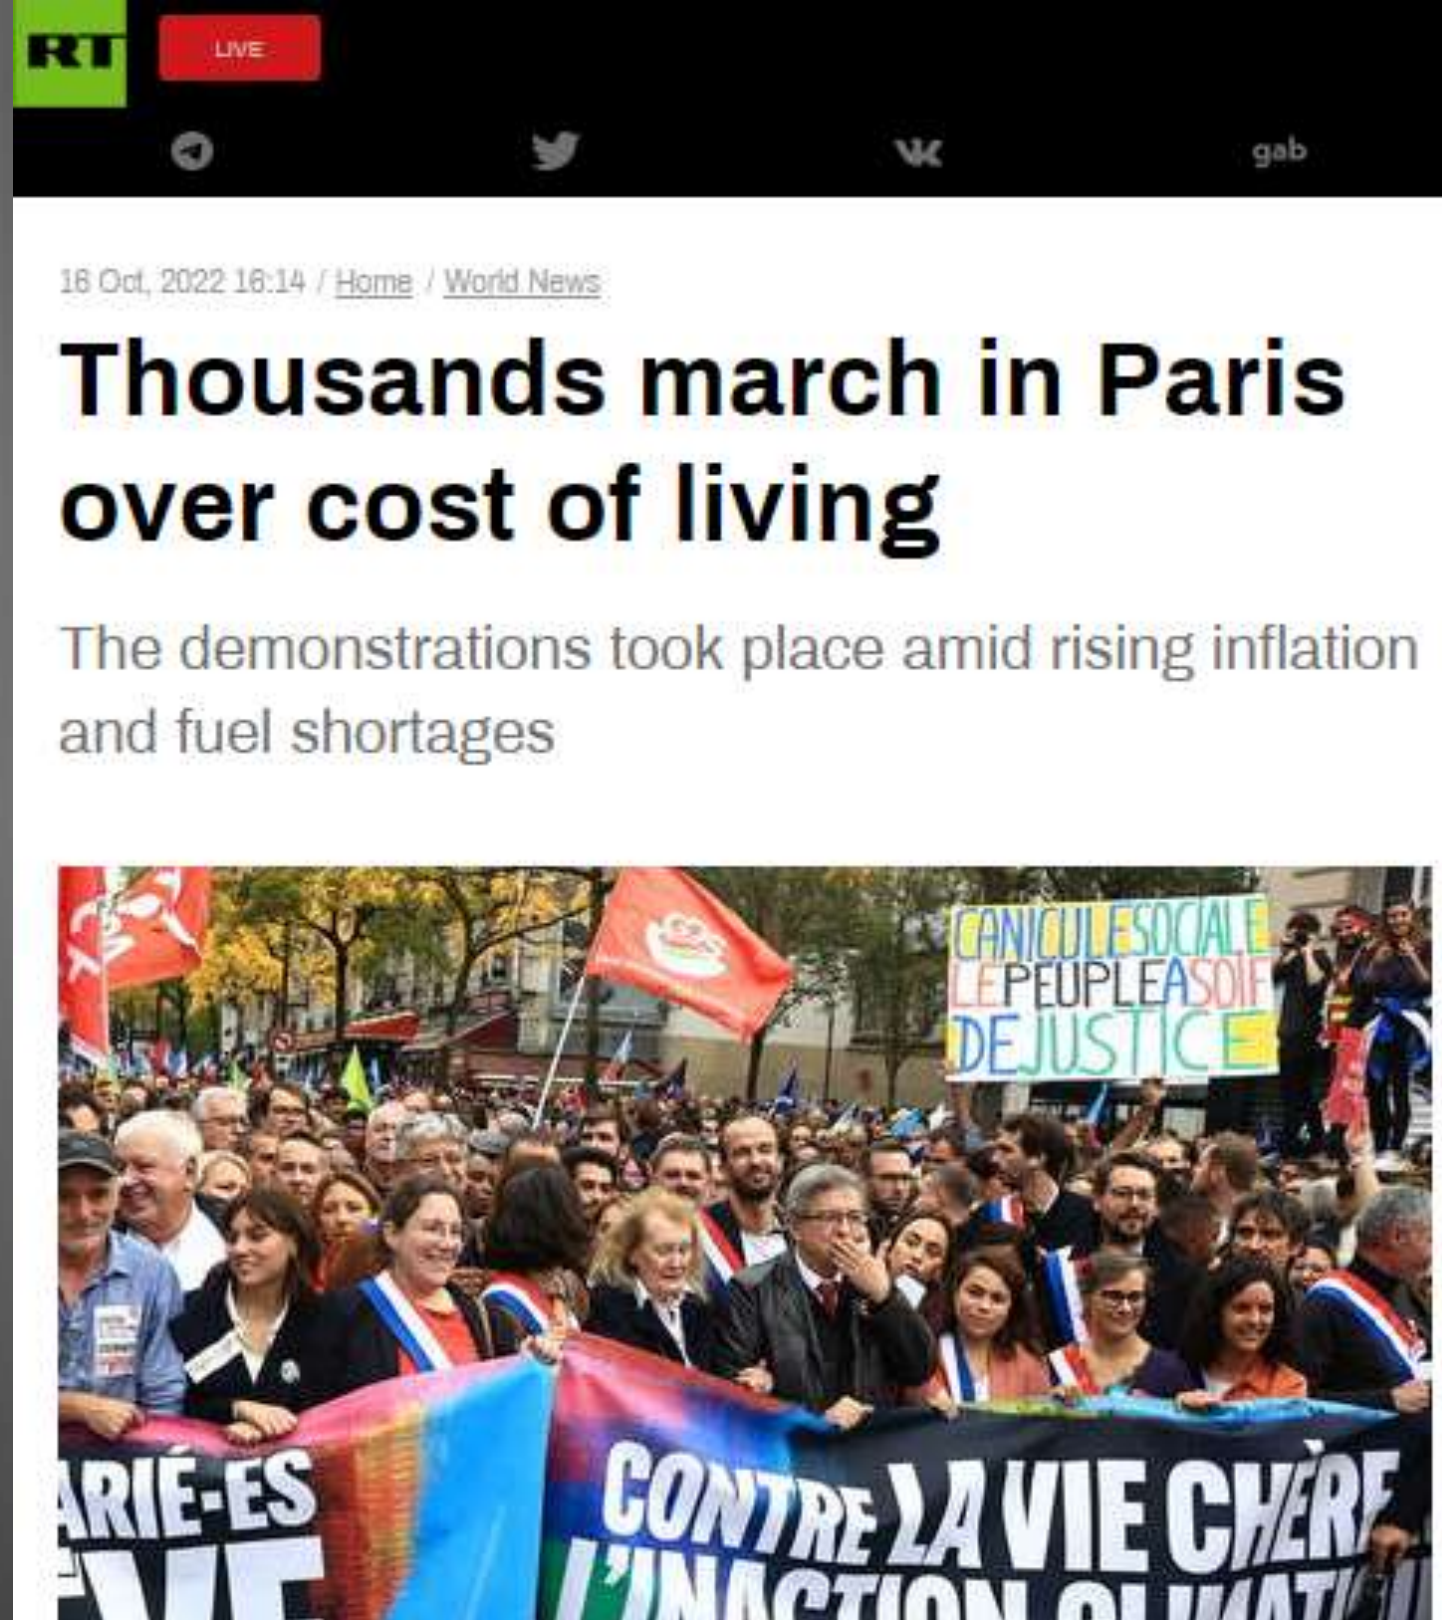 RT
LIVE
gab
16 Oct, 2022 16:14 / Home / World News
Thousands march in Paris
over cost of living
The demonstrations took place amid rising inflation
and fuel shortages
CANICULE SOCIALE
LE PEUPLE A SOIF
DE JUSTICE
ARIÉ-ES
CONTRE LA VIE CHÈRE
L'INACTION CLIMATI